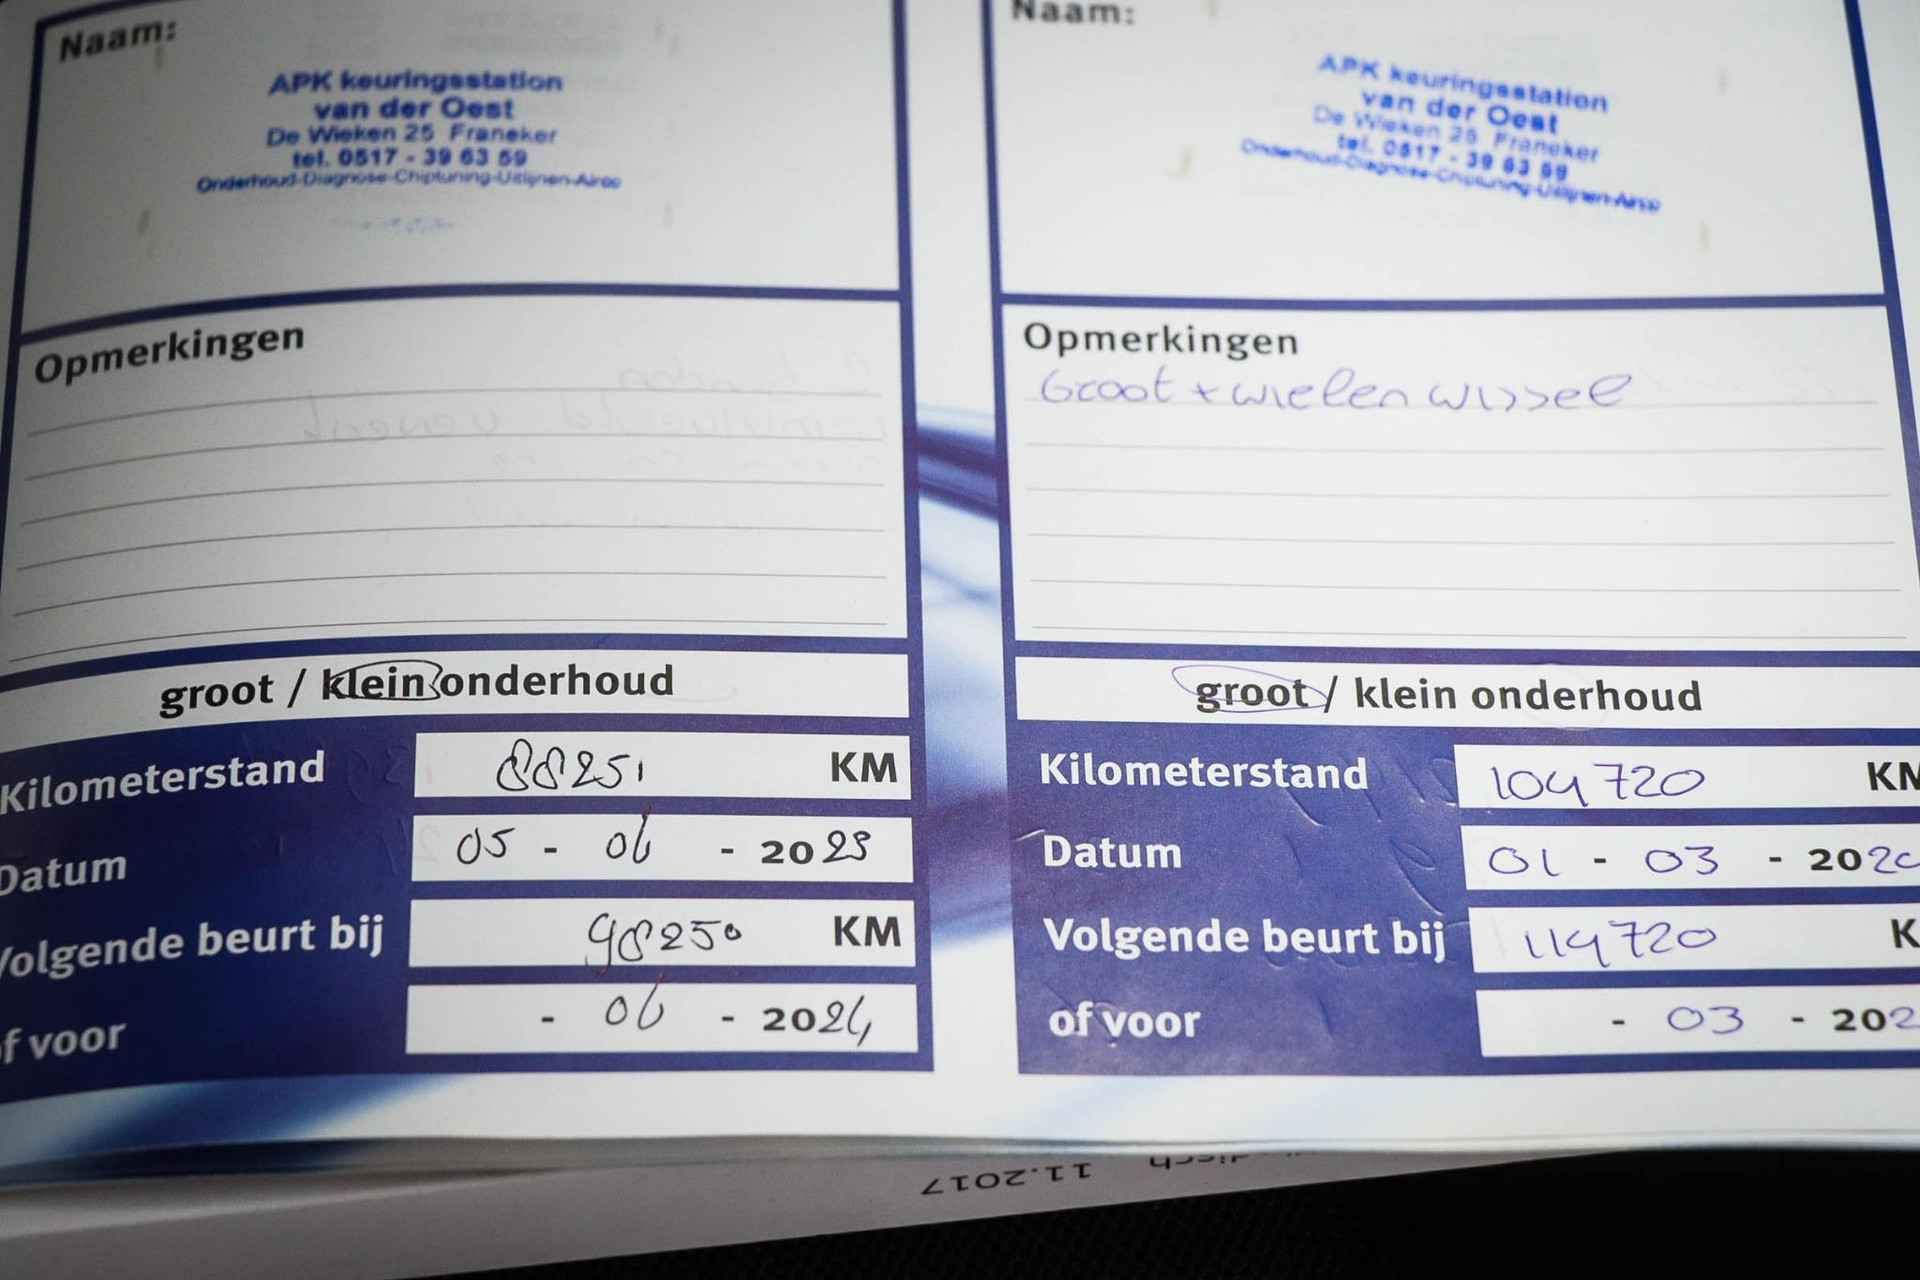 Naam:
APK keuringsstation
van der Oest
De Wieken 25 Franeker
tel. 0517 - 39 63 59
Onderhoud-Diagnose-Chiptuning-Uitlijnen-Airco
Opmerkingen
groot / klein onderhoud
Kilometerstand 88251 KM
Datum 05 - 06 - 2023
Volgende beurt bij 98250 KM
of voor - 06 - 2024
Naam:
APK keuringsstation
van der Oest
De Wieken 25 Franeker
tel. 0517 - 39 63 59
Onderhoud-Diagnose-Chiptuning-Uitlijnen-Airco
Opmerkingen
Groot + wielen wissel
groot / klein onderhoud
Kilometerstand 104720 KM
Datum 01 - 03 - 202
Volgende beurt bij 114720 K
of voor - 03 - 202
11.2017